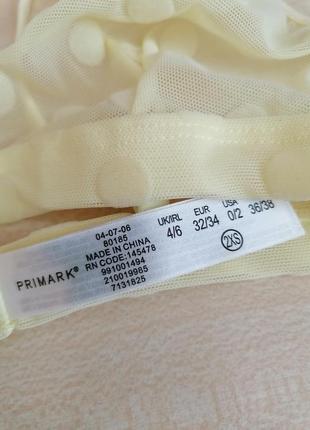 PRIMARK®
04-07-06
80185
MADE IN CHINA
RN CODE: 145478
991001494
210019985
7131825
UK/IRL
4/6
EUR
32/34
USA
0/2
36/38
2XS